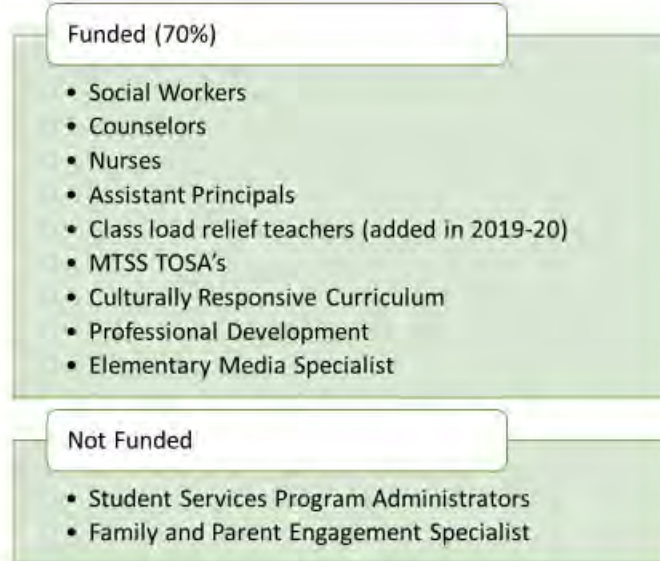 Funded (70%)
• Social Workers
• Counselors
• Nurses
• Assistant Principals
• Class load relief teachers (added in 2019-20)
• MTSS TOSA's
• Culturally Responsive Curriculum
• Professional Development
• Elementary Media Specialist
Not Funded
• Student Services Program Administrators
• Family and Parent Engagement Specialist